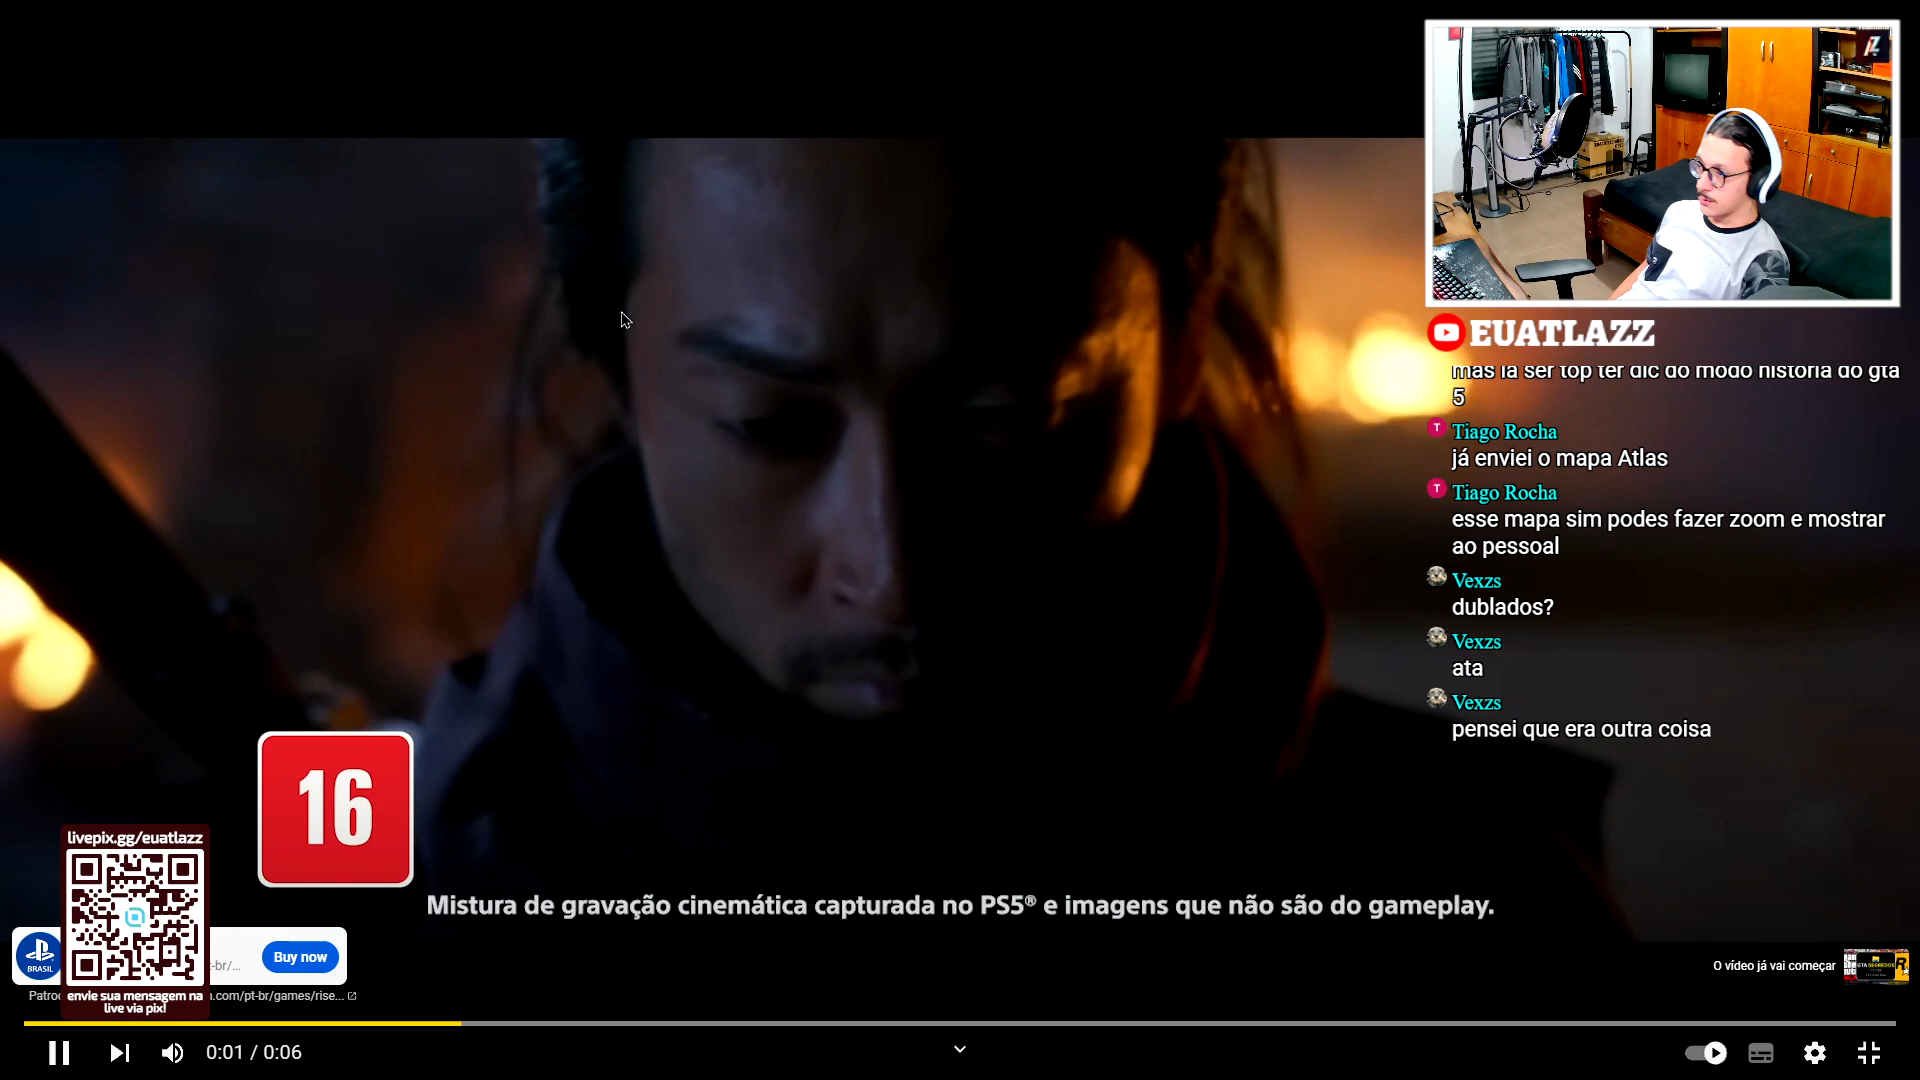 EUATLAZZ
mas ia ser top ter dlc do modo historia do gta
5
T
Tiago Rocha
já enviei o mapa Atlas
T
Tiago Rocha
esse mapa sim podes fazer zoom e mostrar
ao pessoal
Vexzs
dublados?
Vexzs
ata
Vexzs
pensei que era outra coisa
16
livepix.gg/euatlazz
Mistura de gravação cinemática capturada no PS5® e imagens que não são do gameplay.
BRASIL
-br/...
Buy now
O vídeo já vai começar
GTA SEGREDOS
envie sua mensagem na
live via pix!
.com/pt-br/games/rise...
0:01 / 0:06